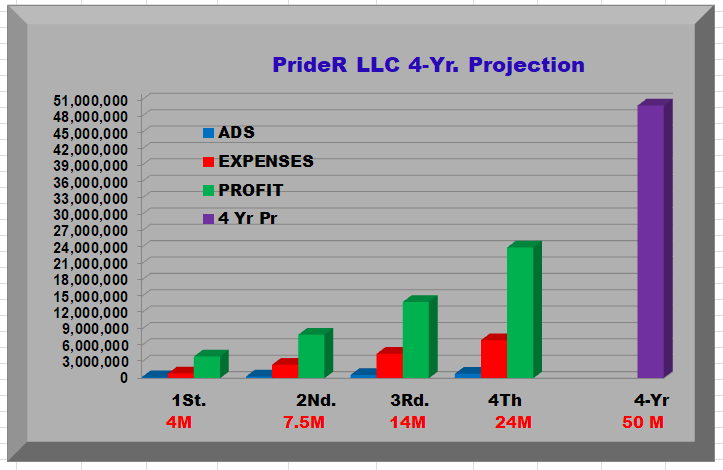 PrideR LLC 4-Yr. Projection
51,000,000
48,000,000
45,000,000
42,000,000
39,000,000
36,000,000
33,000,000
30,000,000
27,000,000
24,000,000
21,000,000
18,000,000
15,000,000
12,000,000
9,000,000
6,000,000
3,000,000
0
ADS
EXPENSES
PROFIT
4 Yr Pr
1St. 2Nd. 3Rd. 4Th 4-Yr
4M 7.5M 14M 24M 50 M